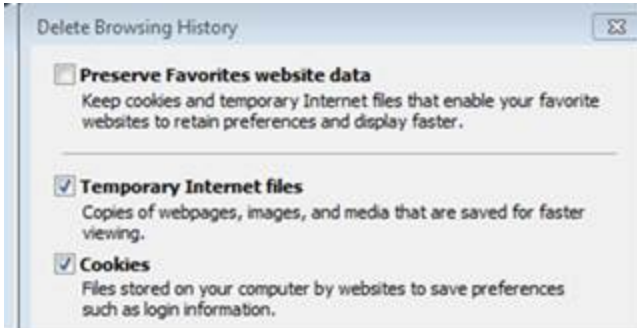 Delete Browsing History
Preserve Favorites website data
Keep cookies and temporary Internet files that enable your favorite
websites to retain preferences and display faster.
Temporary Internet files
Copies of webpages, images, and media that are saved for faster
viewing.
Cookies
Files stored on your computer by websites to save preferences
such as login information.